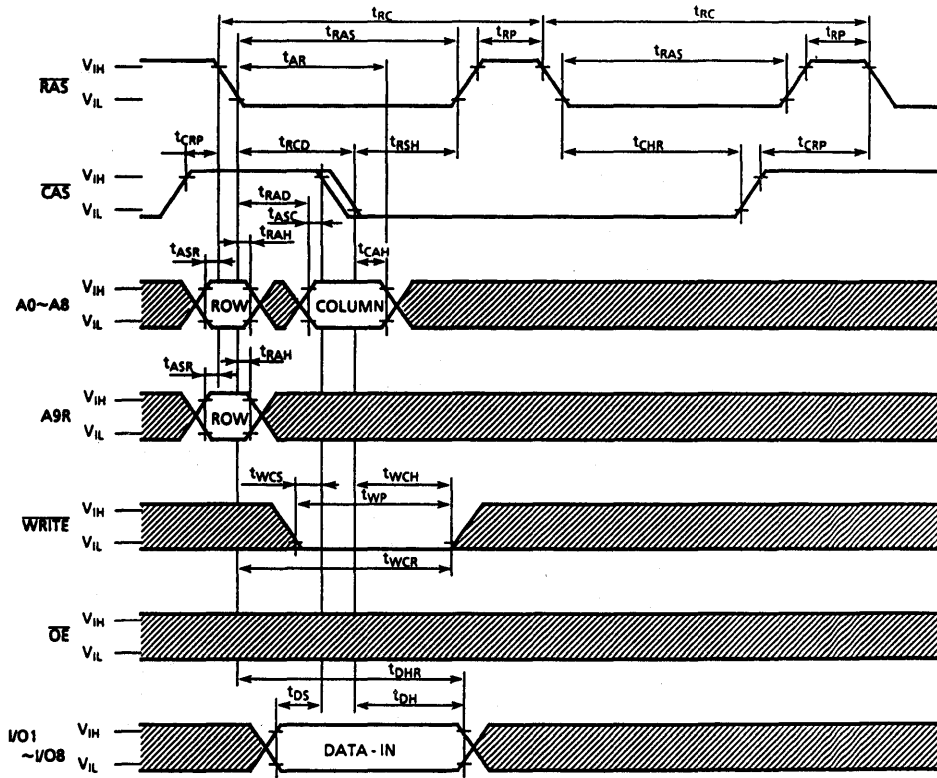 tRC tRC
tRAS tRP tRAS tRP
tAR
RAS VIH
VIL
tCRP tRCD tRSH tCHR tCRP
CAS VIH
VIL
tRAD
tASC
tASR tRAH tCAH
A0~A8 VIH
VIL
ROW COLUMN
tASR tRAH
A9R VIH
VIL
ROW
tWCS tWCH
tWP
WRITE VIH
VIL
tWCR
OE VIH
VIL
tDHR
tDS tDH
I/O1
~I/O8
VIH
VIL
DATA-IN